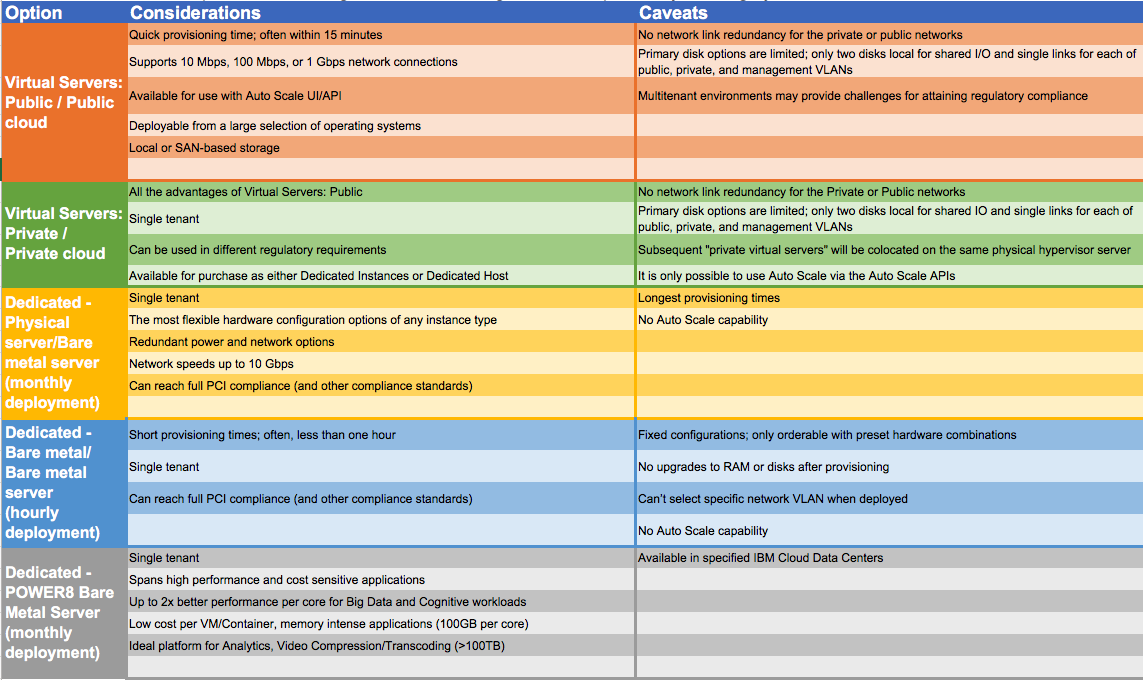 Option Considerations Caveats
Virtual Servers:
Public / Public
cloud
Quick provisioning time; often within 15 minutes
No network link redundancy for the private or public networks
Supports 10 Mbps, 100 Mbps, or 1 Gbps network connections
Primary disk options are limited; only two disks local for shared I/O and single links for each of
public, private, and management VLANs
Available for use with Auto Scale UI/API
Multitenant environments may provide challenges for attaining regulatory compliance
Deployable from a large selection of operating systems
Local or SAN-based storage
Virtual Servers:
Private /
Private cloud
All the advantages of Virtual Servers: Public
No network link redundancy for the Private or Public networks
Single tenant
Primary disk options are limited; only two disks local for shared IO and single links for each of
public, private, and management VLANs
Can be used in different regulatory requirements
Subsequent "private virtual servers" will be colocated on the same physical hypervisor server
Available for purchase as either Dedicated Instances or Dedicated Host
It is only possible to use Auto Scale via the Auto Scale APIs
Dedicated -
Physical
server/Bare
metal server
(monthly
deployment)
Single tenant
Longest provisioning times
The most flexible hardware configuration options of any instance type
No Auto Scale capability
Redundant power and network options
Network speeds up to 10 Gbps
Can reach full PCI compliance (and other compliance standards)
Dedicated -
Bare metal/
Bare metal
server
(hourly
deployment)
Short provisioning times; often, less than one hour
Fixed configurations; only orderable with preset hardware combinations
Single tenant
No upgrades to RAM or disks after provisioning
Can reach full PCI compliance (and other compliance standards)
Can't select specific network VLAN when deployed
No Auto Scale capability
Dedicated -
POWER8 Bare
Metal Server
(monthly
deployment)
Single tenant
Available in specified IBM Cloud Data Centers
Spans high performance and cost sensitive applications
Up to 2x better performance per core for Big Data and Cognitive workloads
Low cost per VM/Container, memory intense applications (100GB per core)
Ideal platform for Analytics, Video Compression/Transcoding (>100TB)